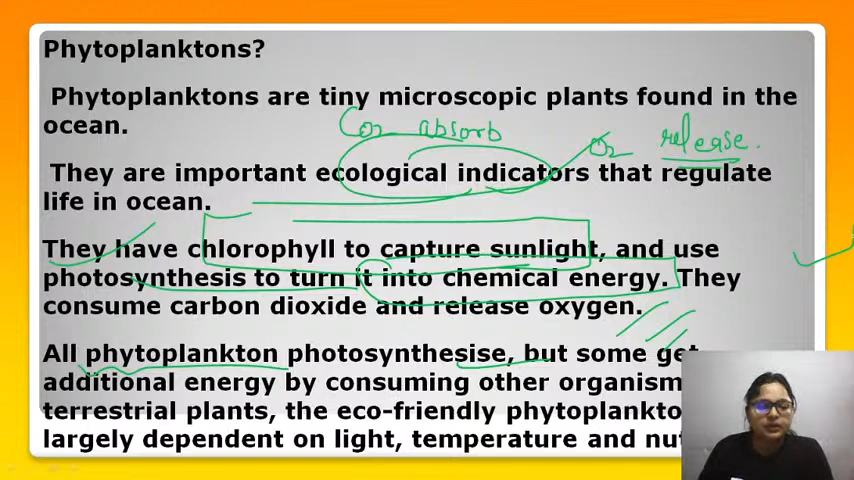 Phytoplanktons?
Phytoplanktons are tiny microscopic plants found in the
ocean.
Co2 absorb
O2 release.
They are important ecological indicators that regulate
life in ocean.
They have chlorophyll to capture sunlight, and use
photosynthesis to turn it into chemical energy. They
consume carbon dioxide and release oxygen.
All phytoplankton photosynthesise, but some get
additional energy by consuming other
terrestrial plants, the eco-friendly
largely dependent on light, temperature and